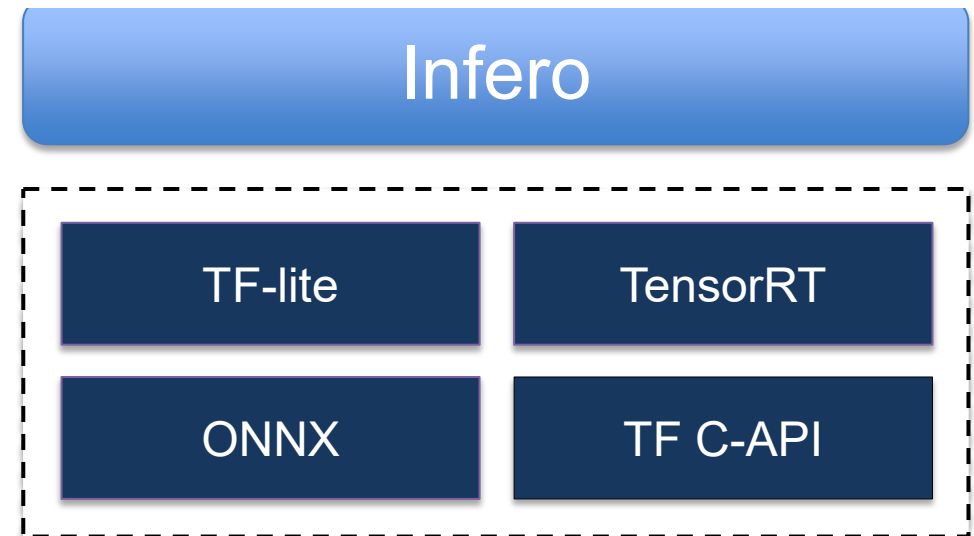 Infero
TF-lite
TensorRT
ONNX
TF C-API